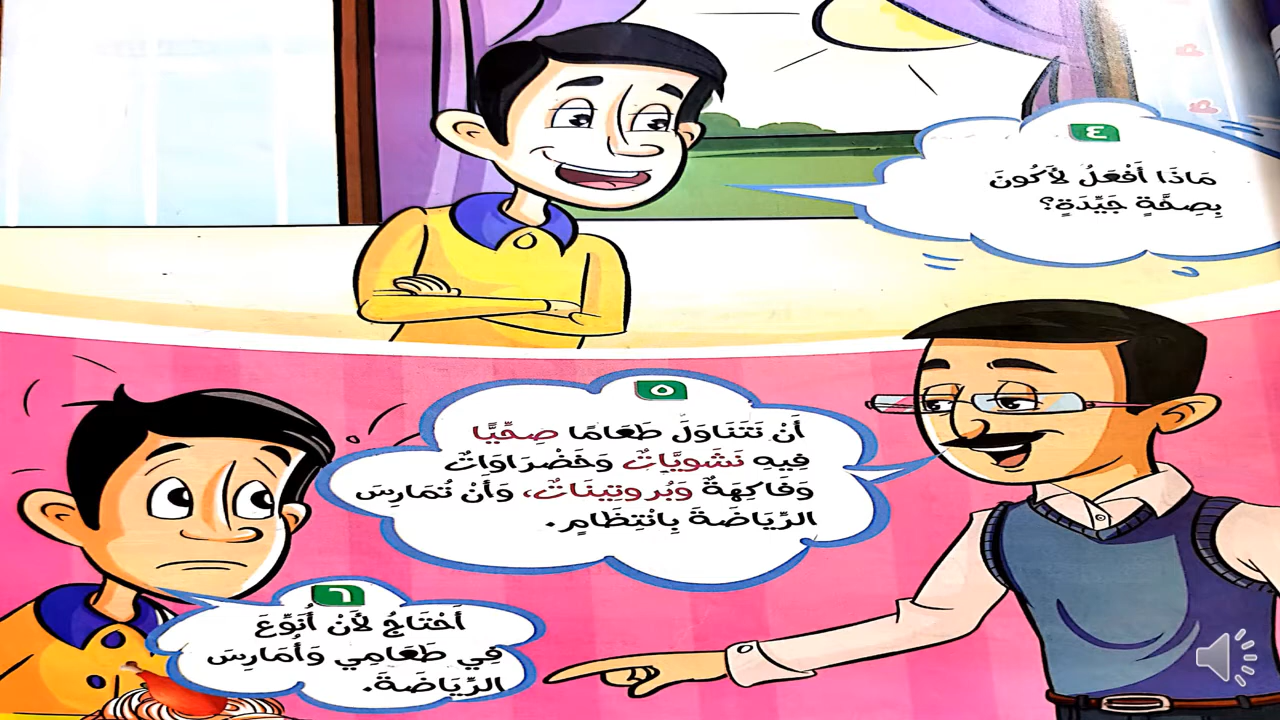 ٤
مَاذَا أَفْعَلُ لِأَكُونَ
بِصِحَّةٍ جَيِّدَةٍ؟
٥
أَنْ نَتَنَاوَلَ طَعَامًا صِحِّيًّا
فِيهِ نَشَوِيَّاتٌ وَخَضْرَاوَاتٌ
وَفَاكِهَةٌ وَبُروتِينَاتٌ، وَأَنْ نُمَارِسَ
الرِّيَاضَةَ بِانْتِظَامٍ.
٦
أَحْتَاجُ لِأَنْ أُنَوِّعَ
فِي طَعَامِي وَأُمَارِسَ
الرِّيَاضَةَ.